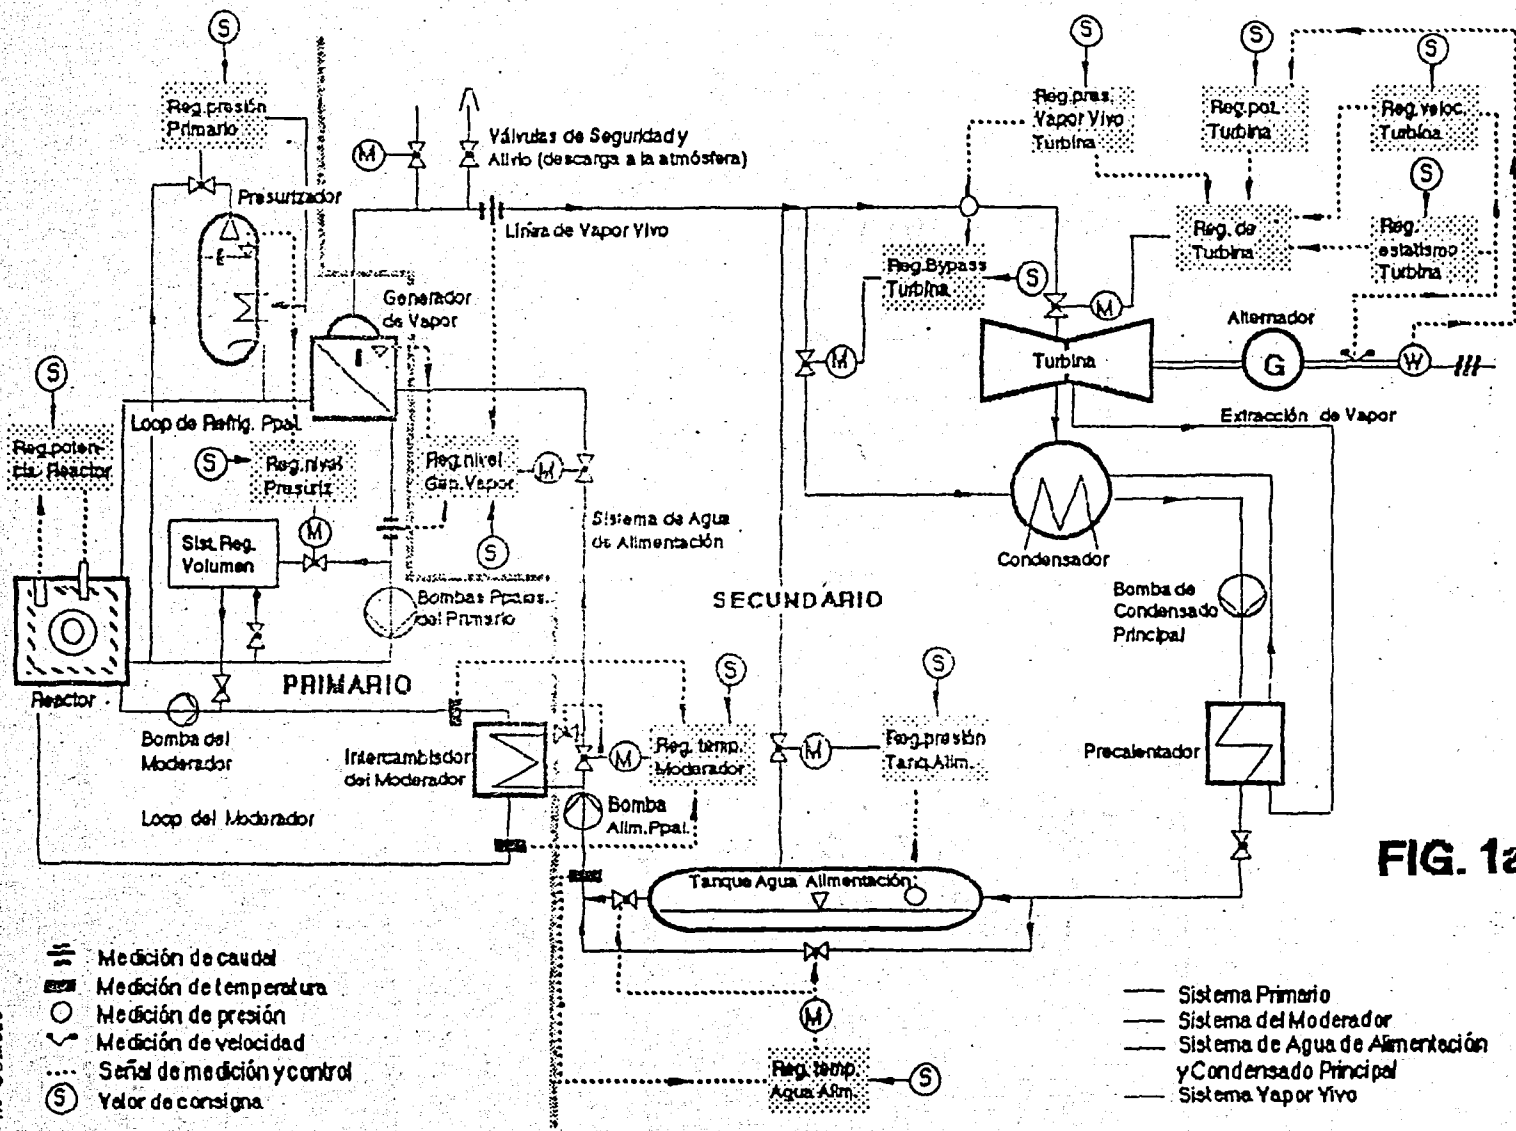 S
S
S
S
Reg. presión
Primario
Reg. pres.
Vapor Vivo
Turbina
Reg. pot.
Turbina
Reg. veloc.
Turbina
M
Válvulas de Seguridad y
Alivio (descarga a la atmósfera)
Presurizador
Línea de Vapor Vivo
S
Reg. de
Turbina
Reg.
estatismo
Turbina
Reg. Bypass
Turbina
S
M
Generador
de Vapor
Alternador
M
Turbina
G
W
S
Loop de Refrig. Ppal.
Extracción de Vapor
Reg. poten-
cia Reactor
S
Reg. nivel
Presuriz.
Reg. nivel
Gen. Vapor
M
M
Sist. Reg.
Volumen
S
Sistema de Agua
de Alimentación
Condensador
Bombas Ppales.
del Primario
SECUNDARIO
Bomba de
Condensado
Principal
PRIMARIO
S
S
Reactor
Bomba del
Moderador
Intercambiador
del Moderador
M
Reg. temp.
Moderador
M
Reg. presión
Tanq. Alim.
Precalentador
Loop del Moderador
Bomba
Alim. Ppal.
FIG. 1a
Tanque Agua Alimentación
Medición de caudal
Medición de temperatura
Medición de presión
Medición de velocidad
Señal de medición y control
S Valor de consigna
M
Reg. temp.
Agua Alim.
S
Sistema Primario
Sistema del Moderador
Sistema de Agua de Alimentación
y Condensado Principal
Sistema Vapor Vivo